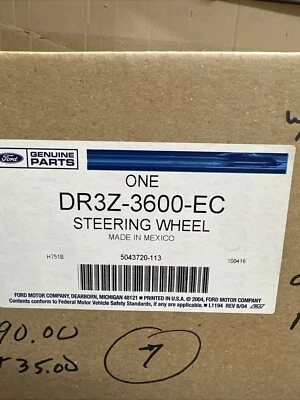 Ford
GENUINE
PARTS
ONE
DR3Z-3600-EC
STEERING WHEEL
MADE IN MEXICO
H751B
5043720-113
100416
FORD MOTOR COMPANY, DEARBORN, MICHIGAN 48121 ■ PRINTED IN U.S.A. © 2004, FORD MOTOR COMPANY
Contents conform to Federal Motor Vehicle Safety Standards, if any are applicable. ■ L1194 REV 8/04
90.00
35.00
7